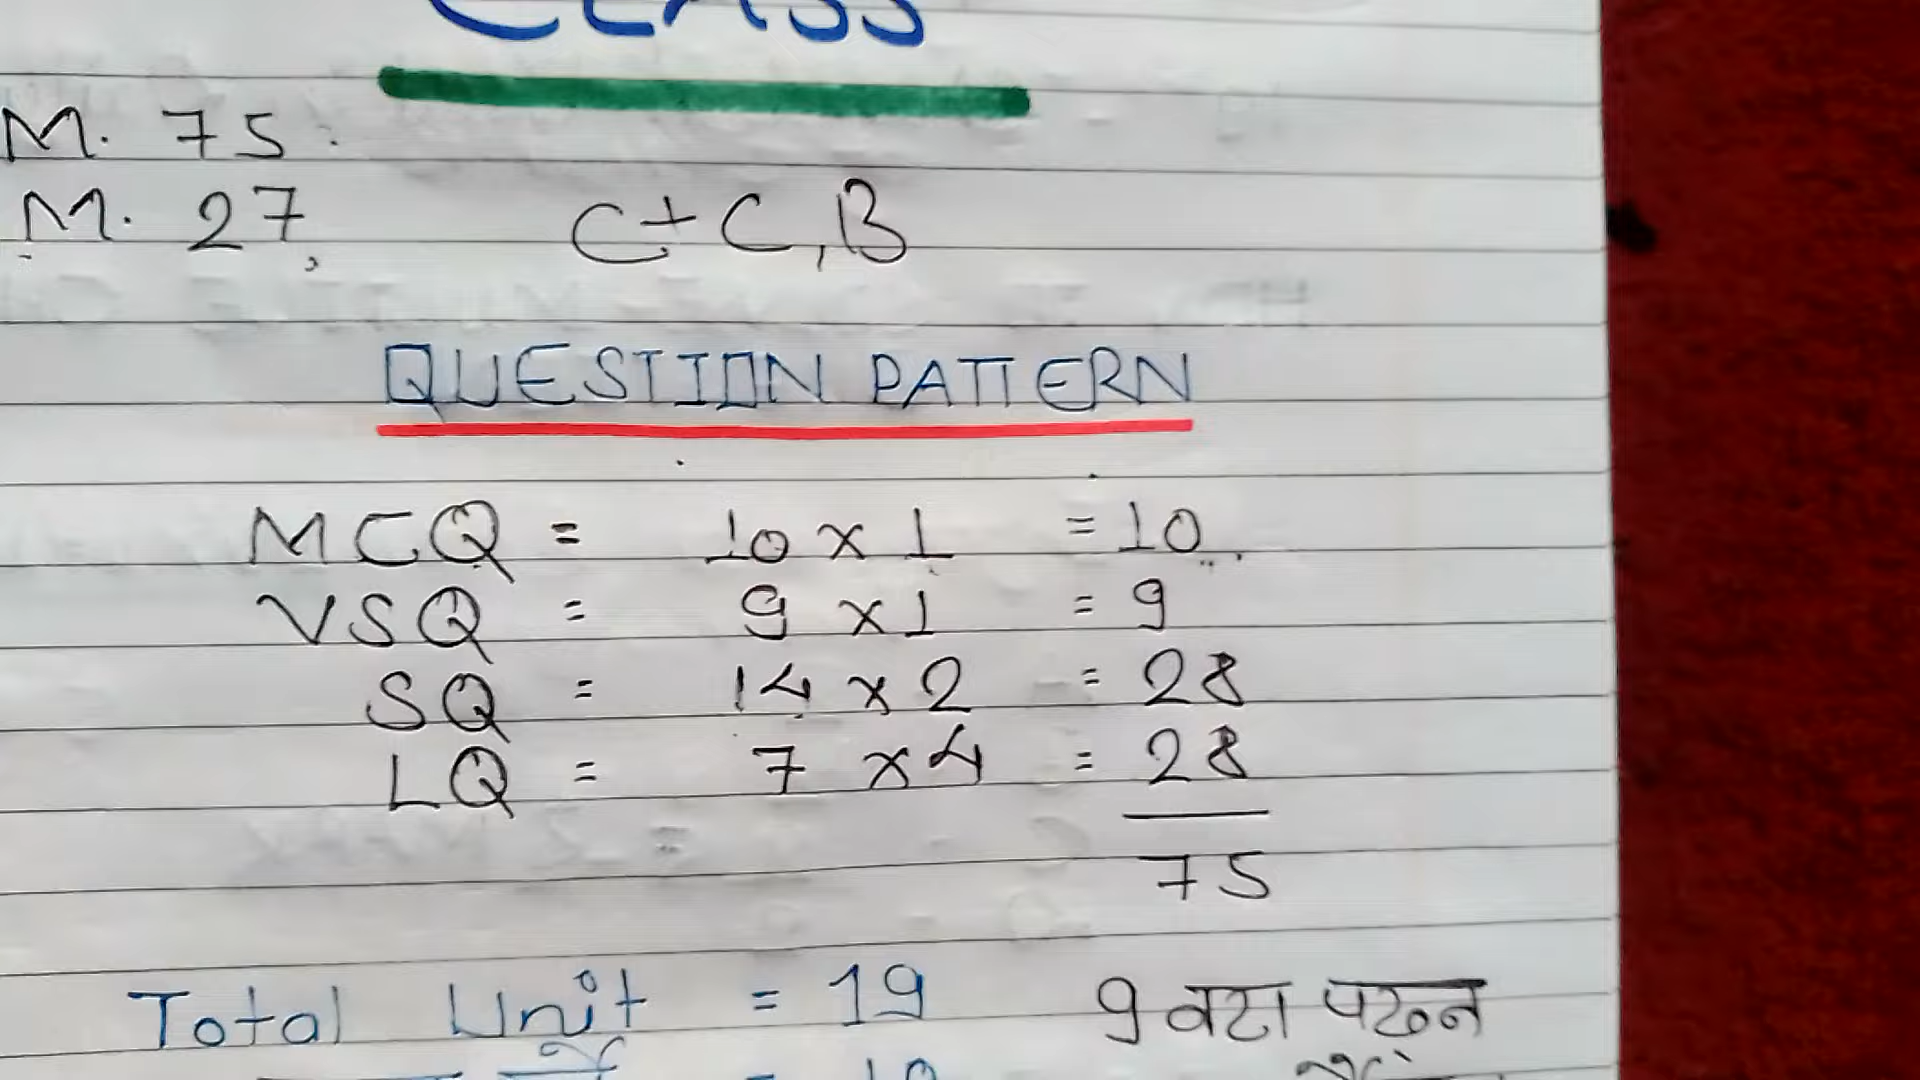 CLASS
M. 75.
M. 27, C+ C, B
QUESTION PATTERN
MCQ = 10 x 1 = 10
VSQ = 9 x 1 = 9
SQ = 14 x 2 = 28
LQ = 7 x 4 = 28
75
Total Unit = 19 9 वटा पठन